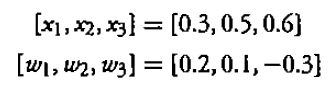 [x₁, x₂, x₃] = [0.3, 0.5, 0.6]
[w₁, w₂, w₃] = [0.2, 0.1, −0.3]